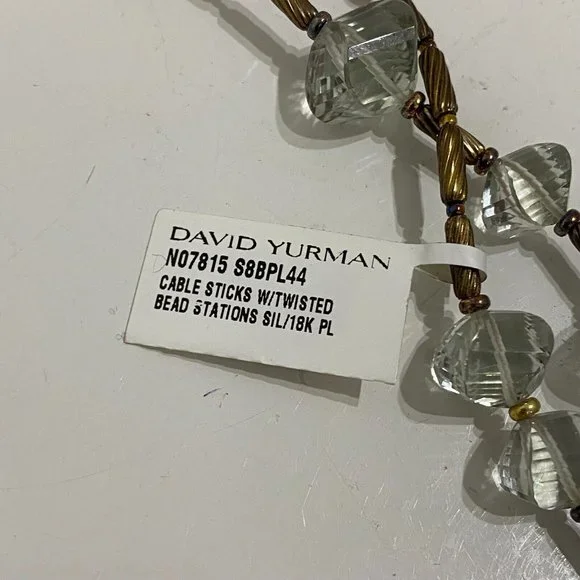 DAVID YURMAN
N07815 S8BPL44
CABLE STICKS W/TWISTED
BEAD STATIONS SIL/18K PL